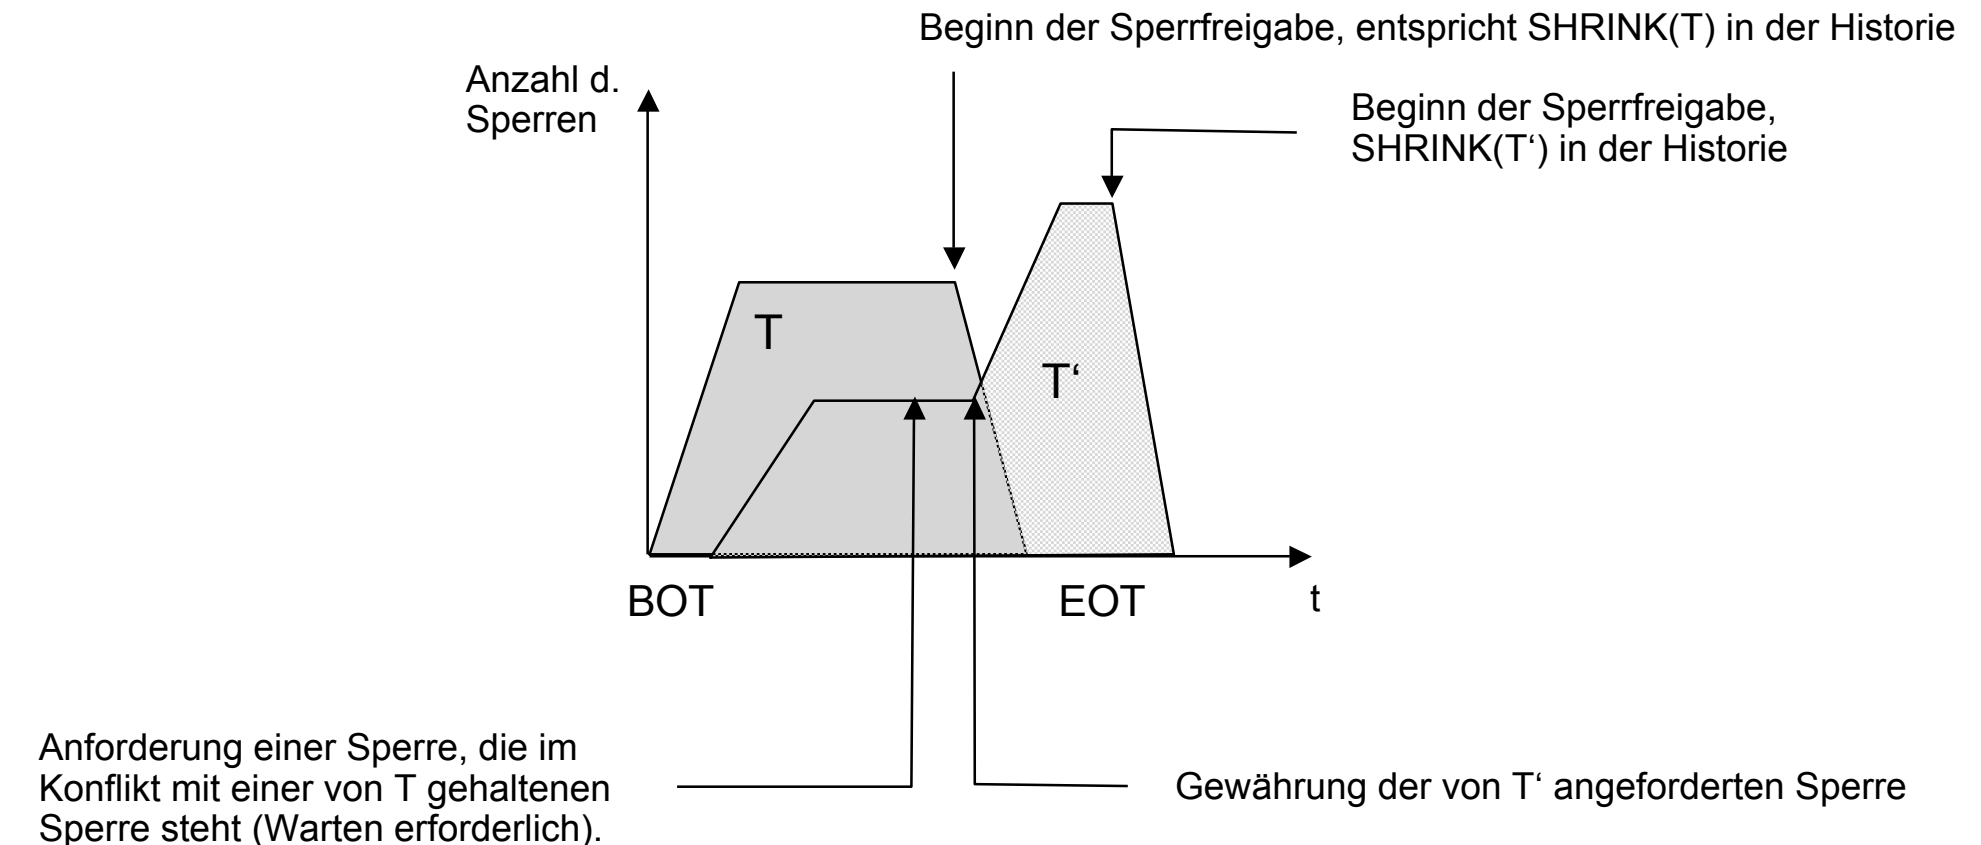 Beginn der Sperrfreigabe, entspricht SHRINK(T) in der Historie
Anzahl d.
Sperren
Beginn der Sperrfreigabe,
SHRINK(T‘) in der Historie
T
T‘
BOT
EOT
t
Anforderung einer Sperre, die im
Konflikt mit einer von T gehaltenen
Sperre steht (Warten erforderlich).
Gewährung der von T‘ angeforderten Sperre